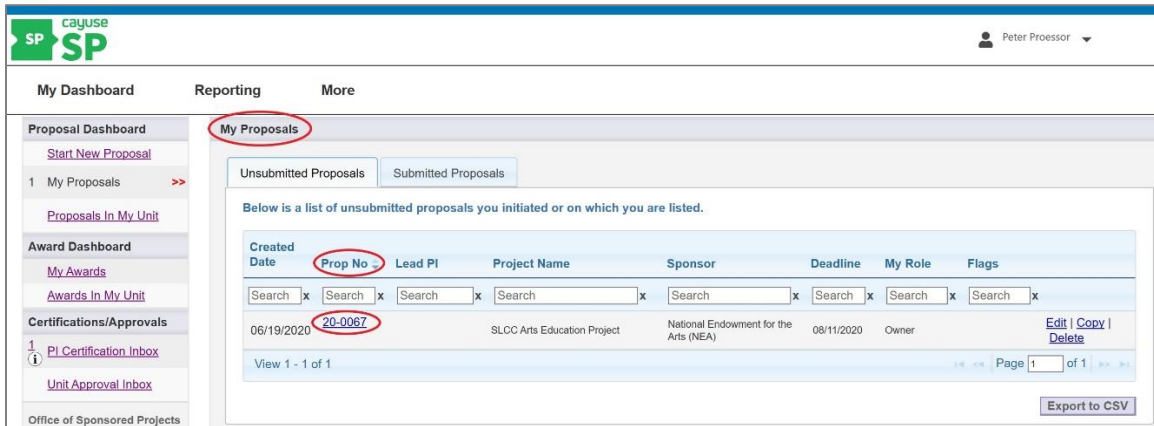 SP cayuse
SP
Peter Proessor
My Dashboard Reporting More
Proposal Dashboard
Start New Proposal
1 My Proposals >>
Proposals In My Unit
Award Dashboard
My Awards
Awards In My Unit
Certifications/Approvals
1 i PI Certification Inbox
Unit Approval Inbox
Office of Sponsored Projects
My Proposals
Unsubmitted Proposals Submitted Proposals
Below is a list of unsubmitted proposals you initiated or on which you are listed.
Created
Date Prop No Lead PI Project Name Sponsor Deadline My Role Flags
Search x Search x Search x Search x Search x Search x Search x Search x
06/19/2020 20-0067 SLCC Arts Education Project National Endowment for the 08/11/2020 Owner Edit | Copy |
Arts (NEA) Delete
View 1 - 1 of 1 Page 1 of 1
Export to CSV